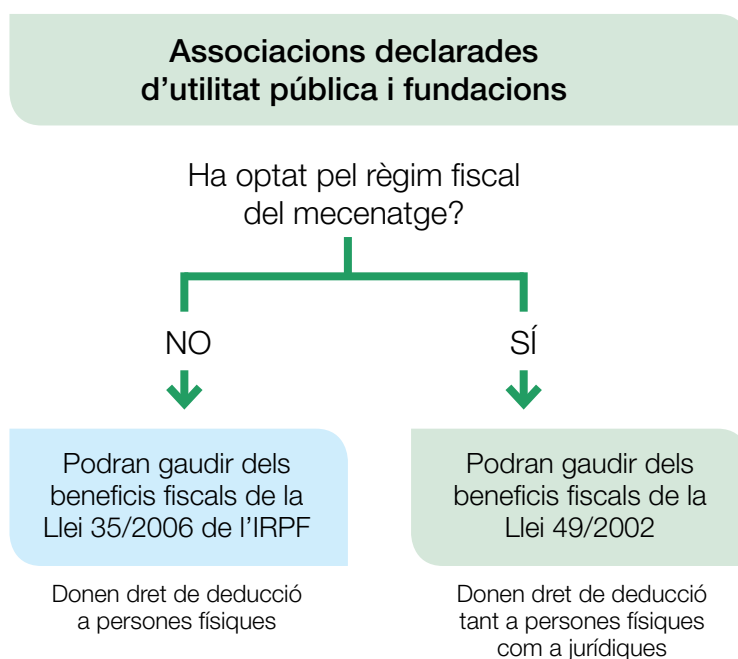 Associacions declarades
d’utilitat pública i fundacions
Ha optat pel règim fiscal
del mecenatge?
NO
SÍ
Podran gaudir dels
beneficis fiscals de la
Llei 35/2006 de l’IRPF
Podran gaudir dels
beneficis fiscals de la
Llei 49/2002
Donen dret de deducció
a persones físiques
Donen dret de deducció
tant a persones físiques
com a jurídiques